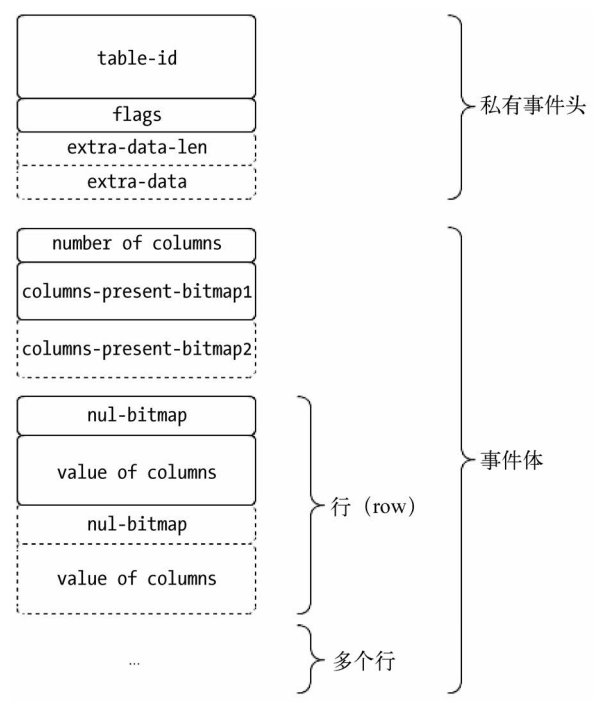 table-id
flags
extra-data-len
extra-data
私有事件头
number of columns
columns-present-bitmap1
columns-present-bitmap2
nul-bitmap
value of columns
nul-bitmap
value of columns
行（row）
事件体
...
多个行